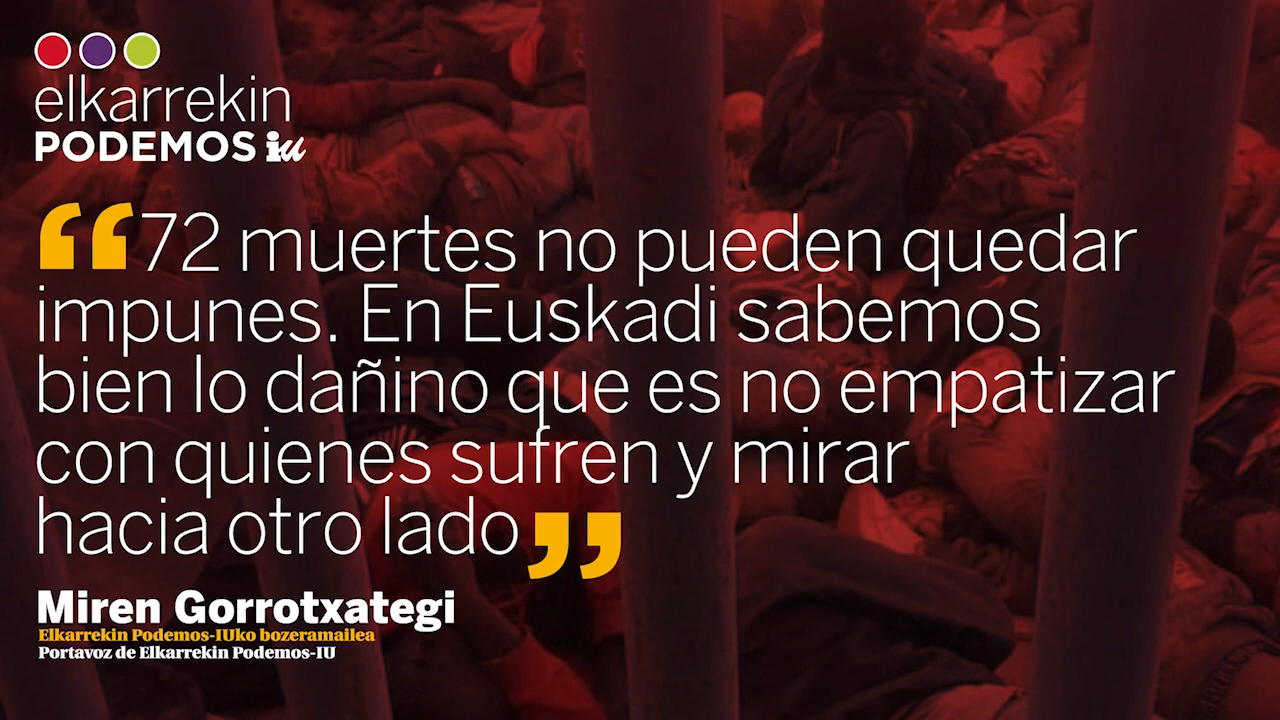 elkarrekin
PODEMOS iu
“72 muertes no pueden quedar
impunes. En Euskadi sabemos
bien lo dañino que es no empatizar
con quienes sufren y mirar
hacia otro lado”
Miren Gorrotxategi
Elkarrekin Podemos-IUko bozeramailea
Portavoz de Elkarrekin Podemos-IU